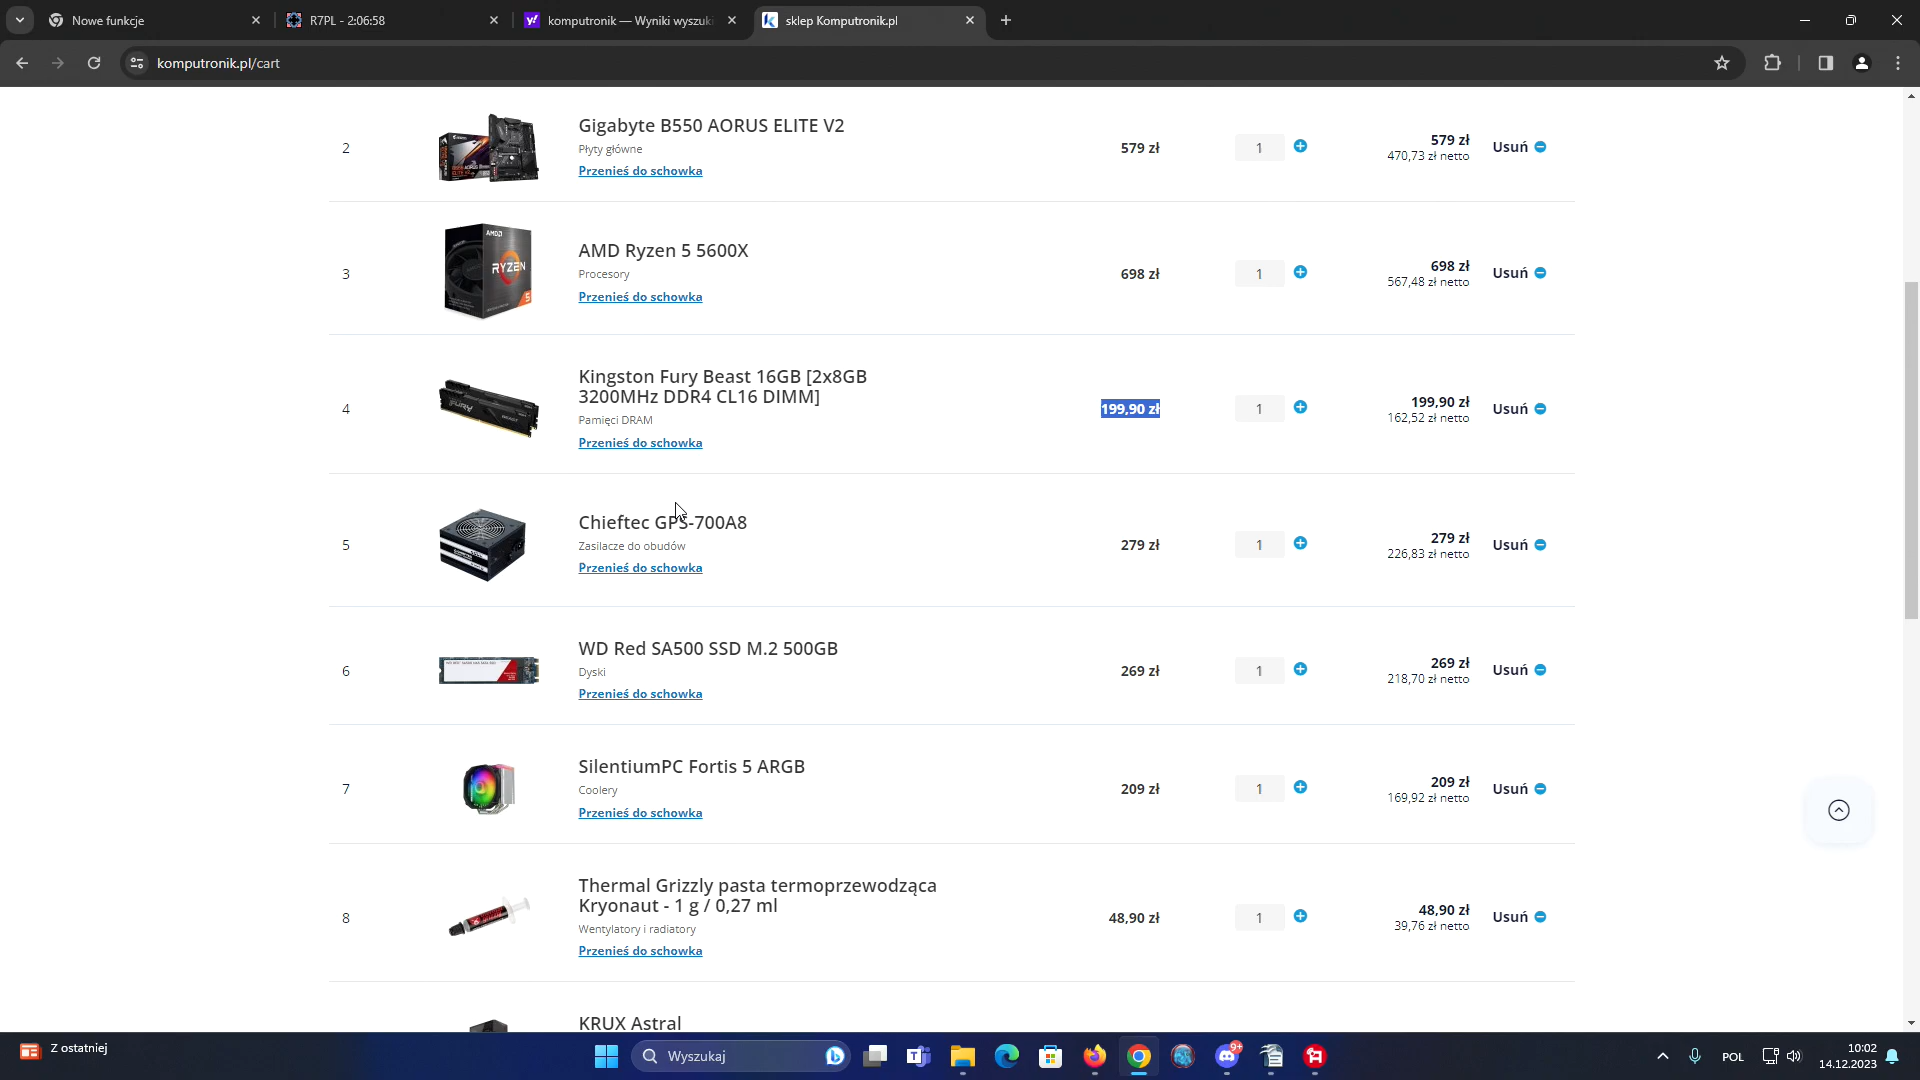 Nowe funkcje
R7PL - 2:06:58
komputronik — Wyniki wyszuki
sklep Komputronik.pl
komputronik.pl/cart
2
Gigabyte B550 AORUS ELITE V2
Płyty główne
Przenieś do schowka
579 zł
1
579 zł
470,73 zł netto
Usuń
3
AMD Ryzen 5 5600X
Procesory
Przenieś do schowka
698 zł
1
698 zł
567,48 zł netto
Usuń
AMD
RYZEN
5
4
Kingston Fury Beast 16GB [2x8GB
3200MHz DDR4 CL16 DIMM]
Pamięci DRAM
Przenieś do schowka
199,90 zł
1
199,90 zł
162,52 zł netto
Usuń
FURY
BEAST
5
Chieftec GPS-700A8
Zasilacze do obudów
Przenieś do schowka
279 zł
1
279 zł
226,83 zł netto
Usuń
6
WD Red SA500 SSD M.2 500GB
Dyski
Przenieś do schowka
269 zł
1
269 zł
218,70 zł netto
Usuń
7
SilentiumPC Fortis 5 ARGB
Coolery
Przenieś do schowka
209 zł
1
209 zł
169,92 zł netto
Usuń
8
Thermal Grizzly pasta termoprzewodząca
Kryonaut - 1 g / 0,27 ml
Wentylatory i radiatory
Przenieś do schowka
48,90 zł
1
48,90 zł
39,76 zł netto
Usuń
KRUX Astral
Z ostatniej
Wyszukaj
9+
POL
10:02
14.12.2023